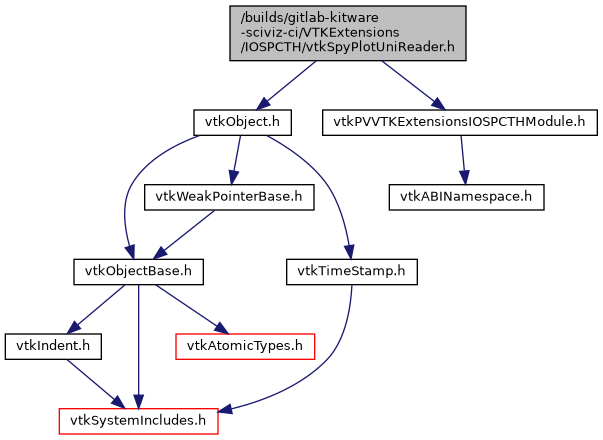 /builds/gitlab-kitware
-sciviz-ci/VTKExtensions
/IOSPCTH/vtkSpyPlotUniReader.h
vtkObject.h
vtkPVVTKExtensionsIOSPCTHModule.h
vtkWeakPointerBase.h
vtkABINamespace.h
vtkObjectBase.h
vtkTimeStamp.h
vtkIndent.h
vtkAtomicTypes.h
vtkSystemIncludes.h